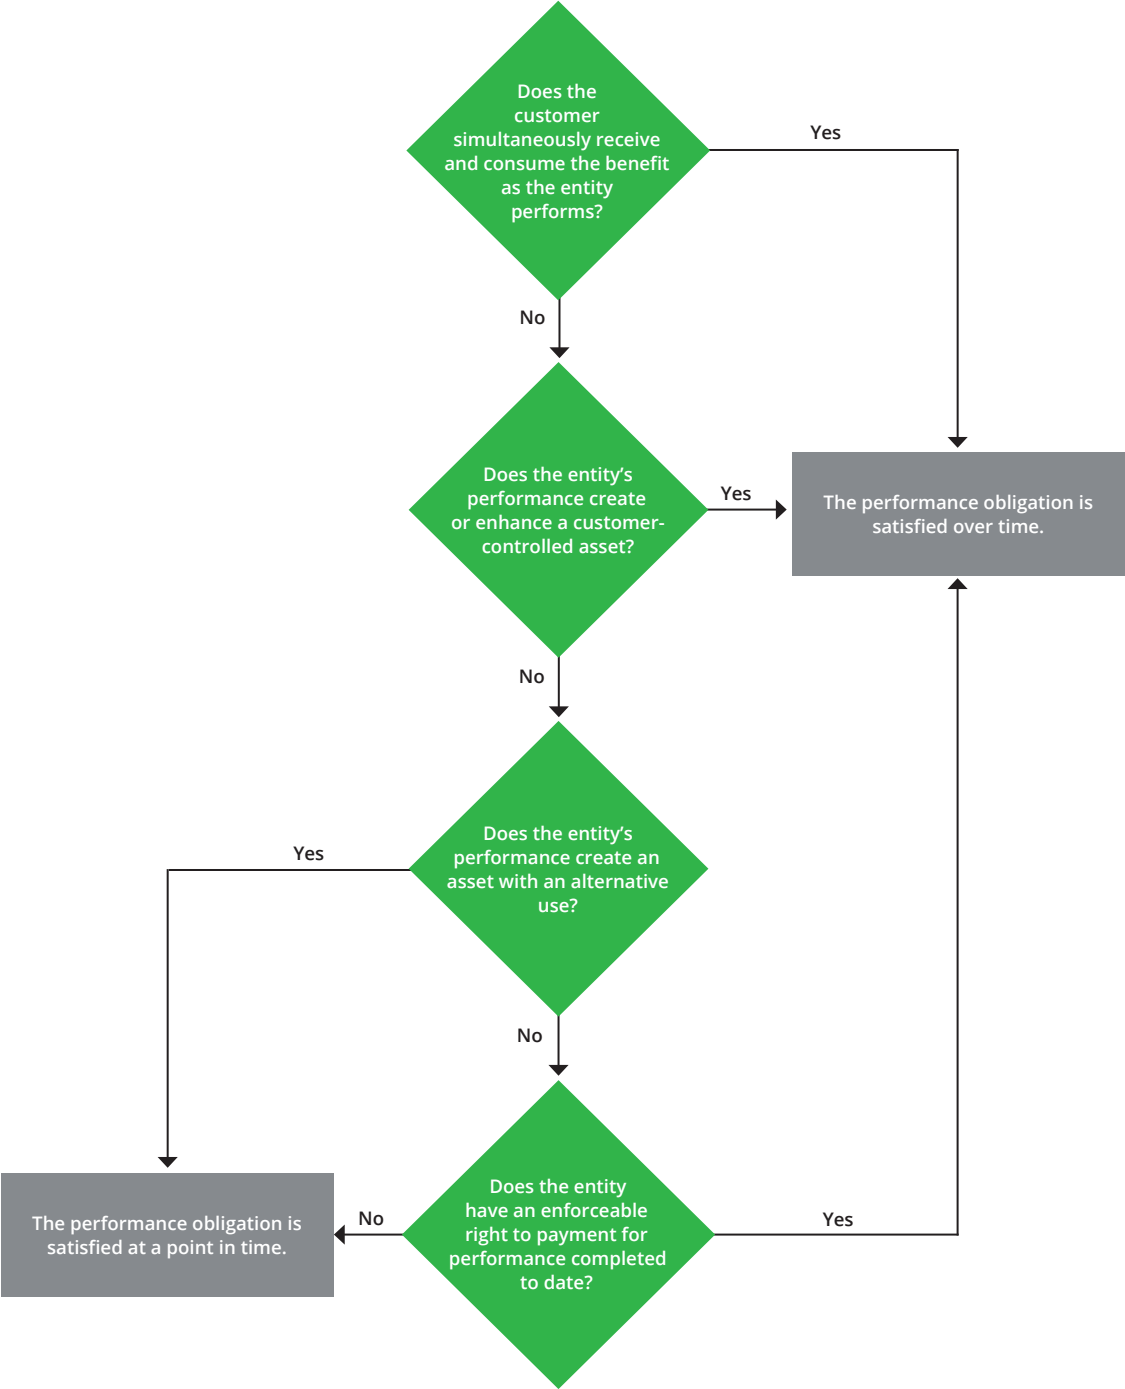 Does the
customer
simultaneously receive
and consume the benefit
as the entity
performs?
Yes
No
Does the entity’s
performance create
or enhance a customer-
controlled asset?
Yes
The performance obligation is
satisfied over time.
No
Does the entity’s
performance create an
asset with an alternative
use?
Yes
No
Does the entity
have an enforceable
right to payment for
performance completed
to date?
No
Yes
The performance obligation is
satisfied at a point in time.